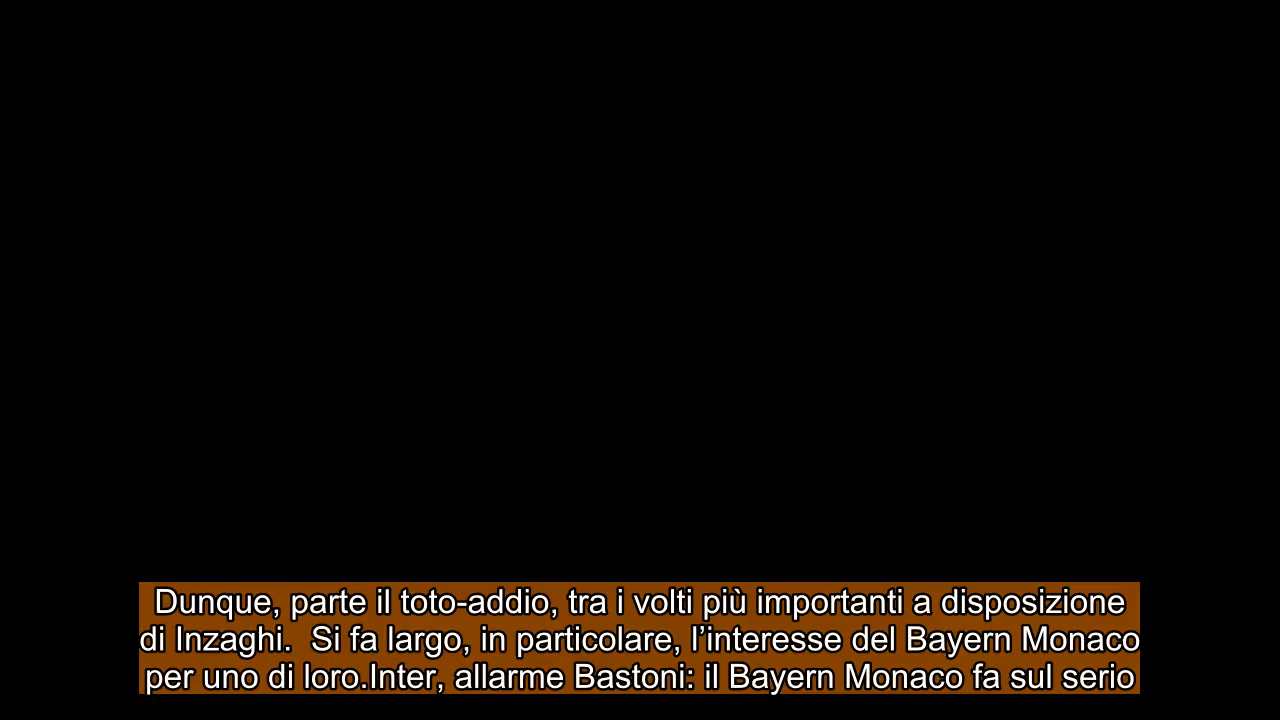 Dunque, parte il toto-addio, tra i volti più importanti a disposizione
di Inzaghi.  Si fa largo, in particolare, l’interesse del Bayern Monaco
per uno di loro.Inter, allarme Bastoni: il Bayern Monaco fa sul serio